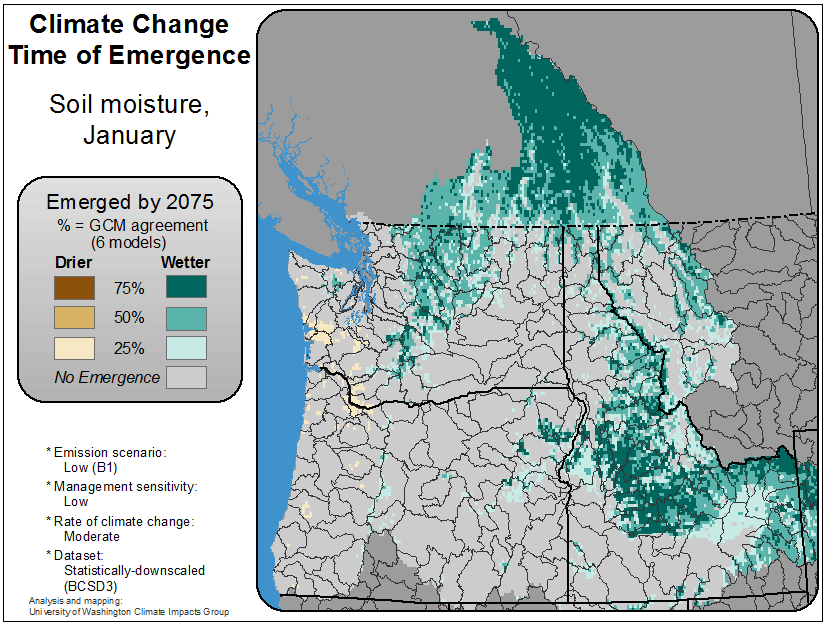 Climate Change
Time of Emergence
Soil moisture,
January
Emerged by 2075
% = GCM agreement
(6 models)
Drier Wetter
75%
50%
25%
No Emergence
* Emission scenario:
Low (B1)
* Management sensitivity:
Low
* Rate of climate change:
Moderate
* Dataset:
Statistically-downscaled
(BCSD3)
Analysis and mapping:
University of Washington Climate Impacts Group